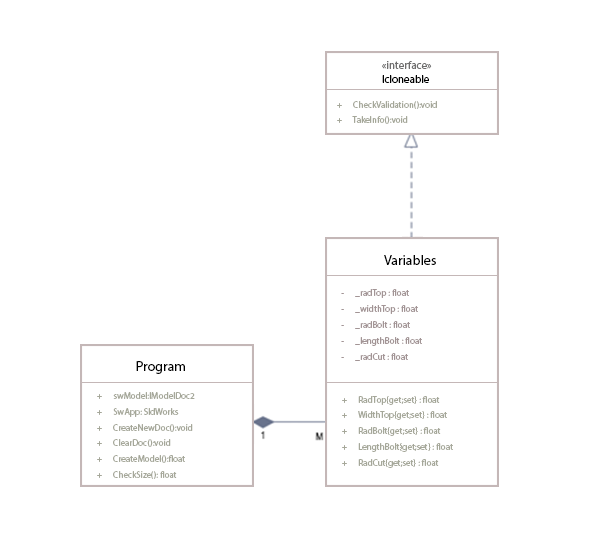 «interface»
Icloneable
+ CheckValidation():void
+ TakeInfo():void
Variables
- _radTop : float
- _widthTop : float
- _radBolt : float
- _lengthBolt : float
- _radCut : float
+ RadTop{get;set} : float
+ WidthTop{get;set} : float
+ RadBolt{get;set} : float
+ LengthBolt}get;set} : float
+ RadCut{get;set} : float
Program
+ swModel:IModelDoc2
+ SwApp: SldWorks
+ CreateNewDoc():void
+ ClearDoc():void
+ CreateModel():float
+ CheckSize(): float
1
M